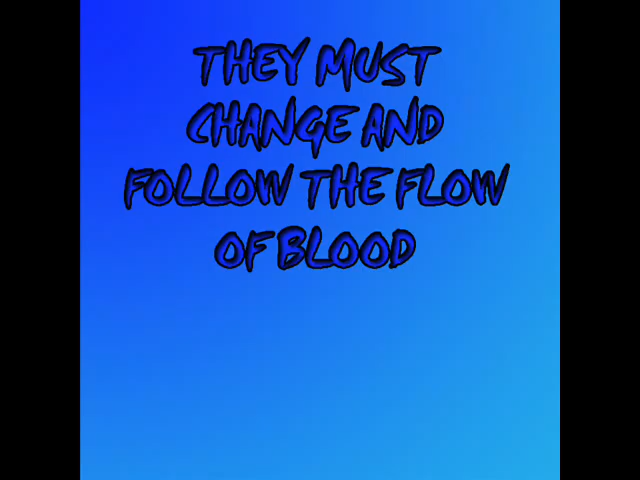 THEY MUST
CHANGE AND
FOLLOW THE FLOW
OF BLOOD